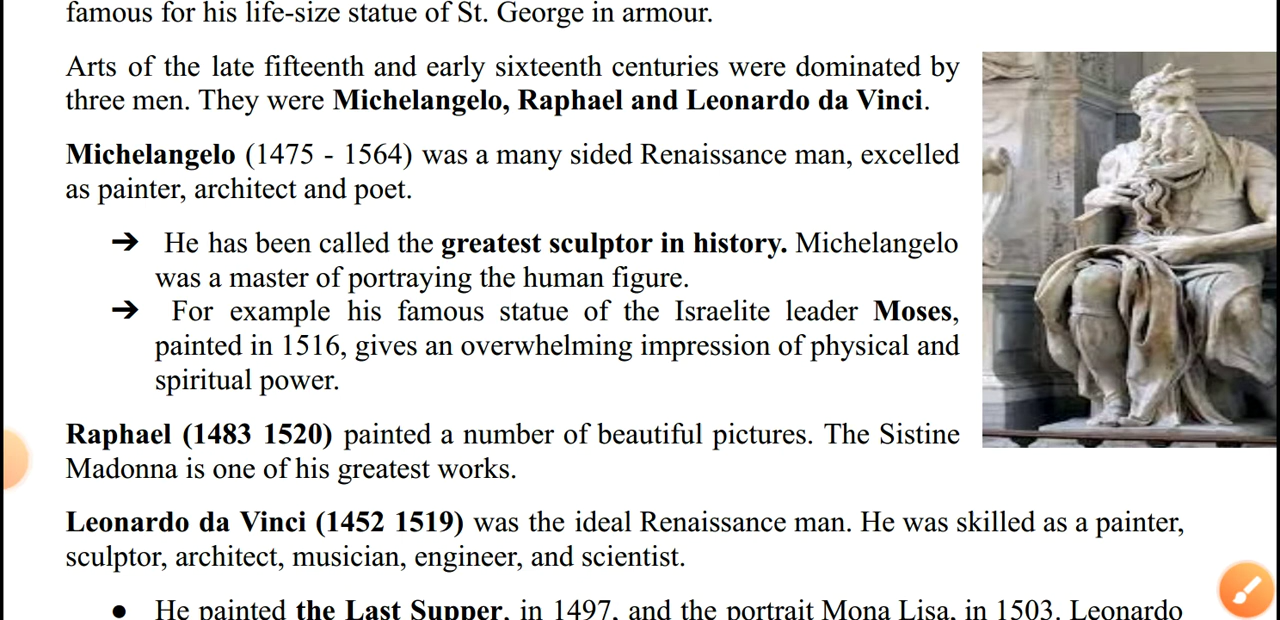 famous for his life-size statue of St. George in armour.
Arts of the late fifteenth and early sixteenth centuries were dominated by
three men. They were Michelangelo, Raphael and Leonardo da Vinci.
Michelangelo (1475 - 1564) was a many sided Renaissance man, excelled
as painter, architect and poet.
➔ He has been called the greatest sculptor in history. Michelangelo
was a master of portraying the human figure.
➔ For example his famous statue of the Israelite leader Moses,
painted in 1516, gives an overwhelming impression of physical and
spiritual power.
Raphael (1483 1520) painted a number of beautiful pictures. The Sistine
Madonna is one of his greatest works.
Leonardo da Vinci (1452 1519) was the ideal Renaissance man. He was skilled as a painter,
sculptor, architect, musician, engineer, and scientist.
● He painted the Last Supper, in 1497, and the portrait Mona Lisa, in 1503. Leonardo